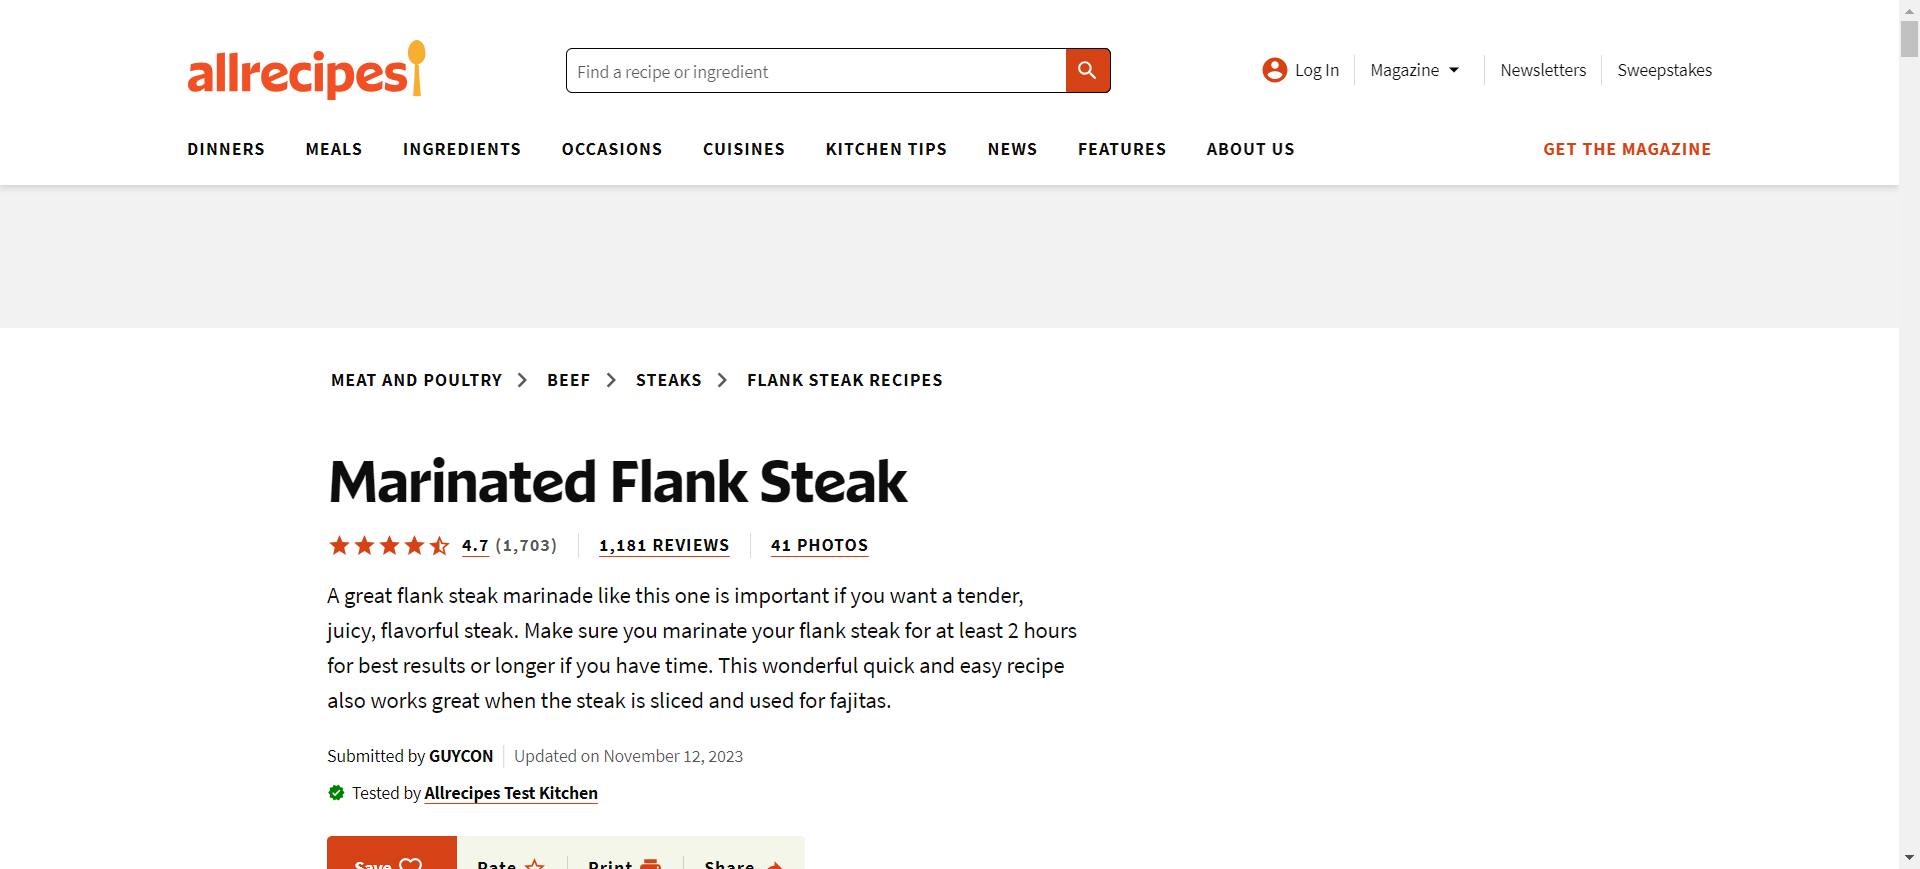 allrecipes
Find a recipe or ingredient
Log In
Magazine
Newsletters
Sweepstakes
DINNERS
MEALS
INGREDIENTS
OCCASIONS
CUISINES
KITCHEN TIPS
NEWS
FEATURES
ABOUT US
GET THE MAGAZINE
MEAT AND POULTRY
BEEF
STEAKS
FLANK STEAK RECIPES
Marinated Flank Steak
4.7 (1,703)
1,181 REVIEWS
41 PHOTOS
A great flank steak marinade like this one is important if you want a tender,
juicy, flavorful steak. Make sure you marinate your flank steak for at least 2 hours
for best results or longer if you have time. This wonderful quick and easy recipe
also works great when the steak is sliced and used for fajitas.
Submitted by GUYCON
Updated on November 12, 2023
Tested by Allrecipes Test Kitchen
Save
Rate
Print
Share